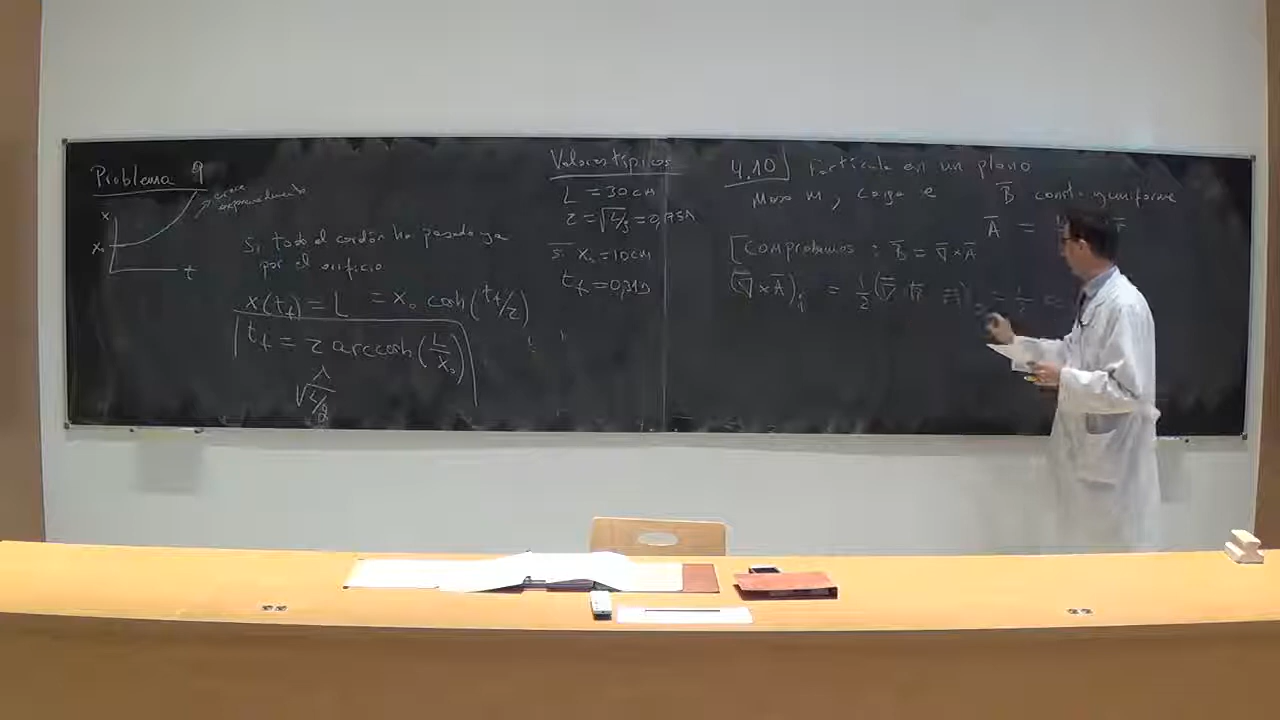 Problema 9
crece
exponencialmente
x
x₀
t
Si todo el cordón ha pasado ya
por el orificio
x(t_f) = L = x₀ cosh(t_f/τ)
t_f = τ arccosh(L/x₀)
√L/g
Valores típicos
L = 30 cm
τ = √L/g = 0,175 s
Si x₀ = 10 cm
t_f = 0,31 s
4.10] Partícula en un plano
Masa m, carga e
B̄ const. y uniforme
Ā =
[Comprobamos: B̄ = ∇̄×Ā
(∇̄×Ā)ᵢ = 1/2 (∇̄